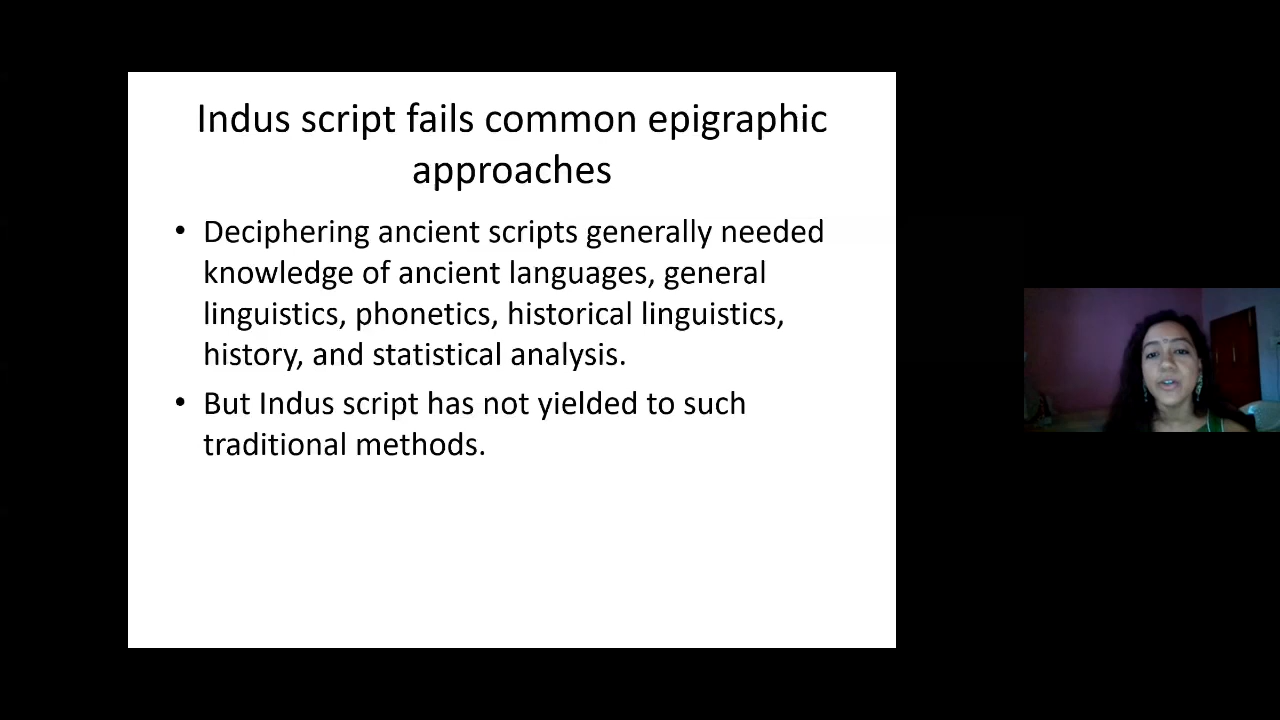 Indus script fails common epigraphic
approaches
• Deciphering ancient scripts generally needed
knowledge of ancient languages, general
linguistics, phonetics, historical linguistics,
history, and statistical analysis.
• But Indus script has not yielded to such
traditional methods.